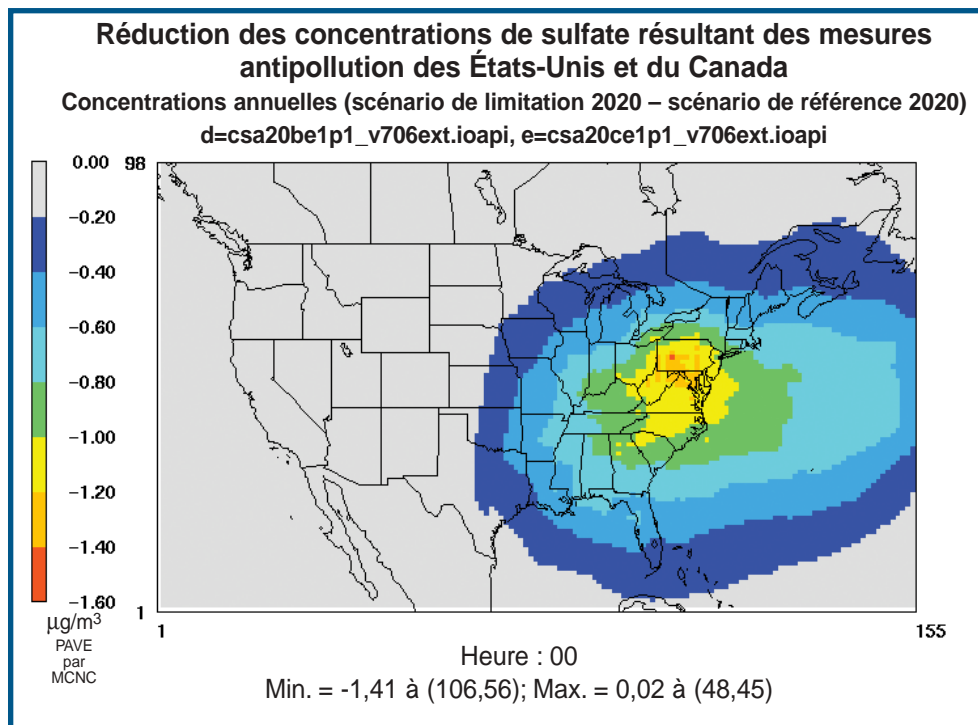 Réduction des concentrations de sulfate résultant des mesures
antipollution des États-Unis et du Canada
Concentrations annuelles (scénario de limitation 2020 – scénario de référence 2020)
d=csa20be1p1_v706ext.ioapi, e=csa20ce1p1_v706ext.ioapi
0.00
−0.20
−0.40
−0.60
−0.80
−1.00
−1.20
−1.40
−1.60
µg/m³
PAVE
par
MCNC
98
1
1
155
Heure : 00
Min. = -1,41 à (106,56); Max. = 0,02 à (48,45)